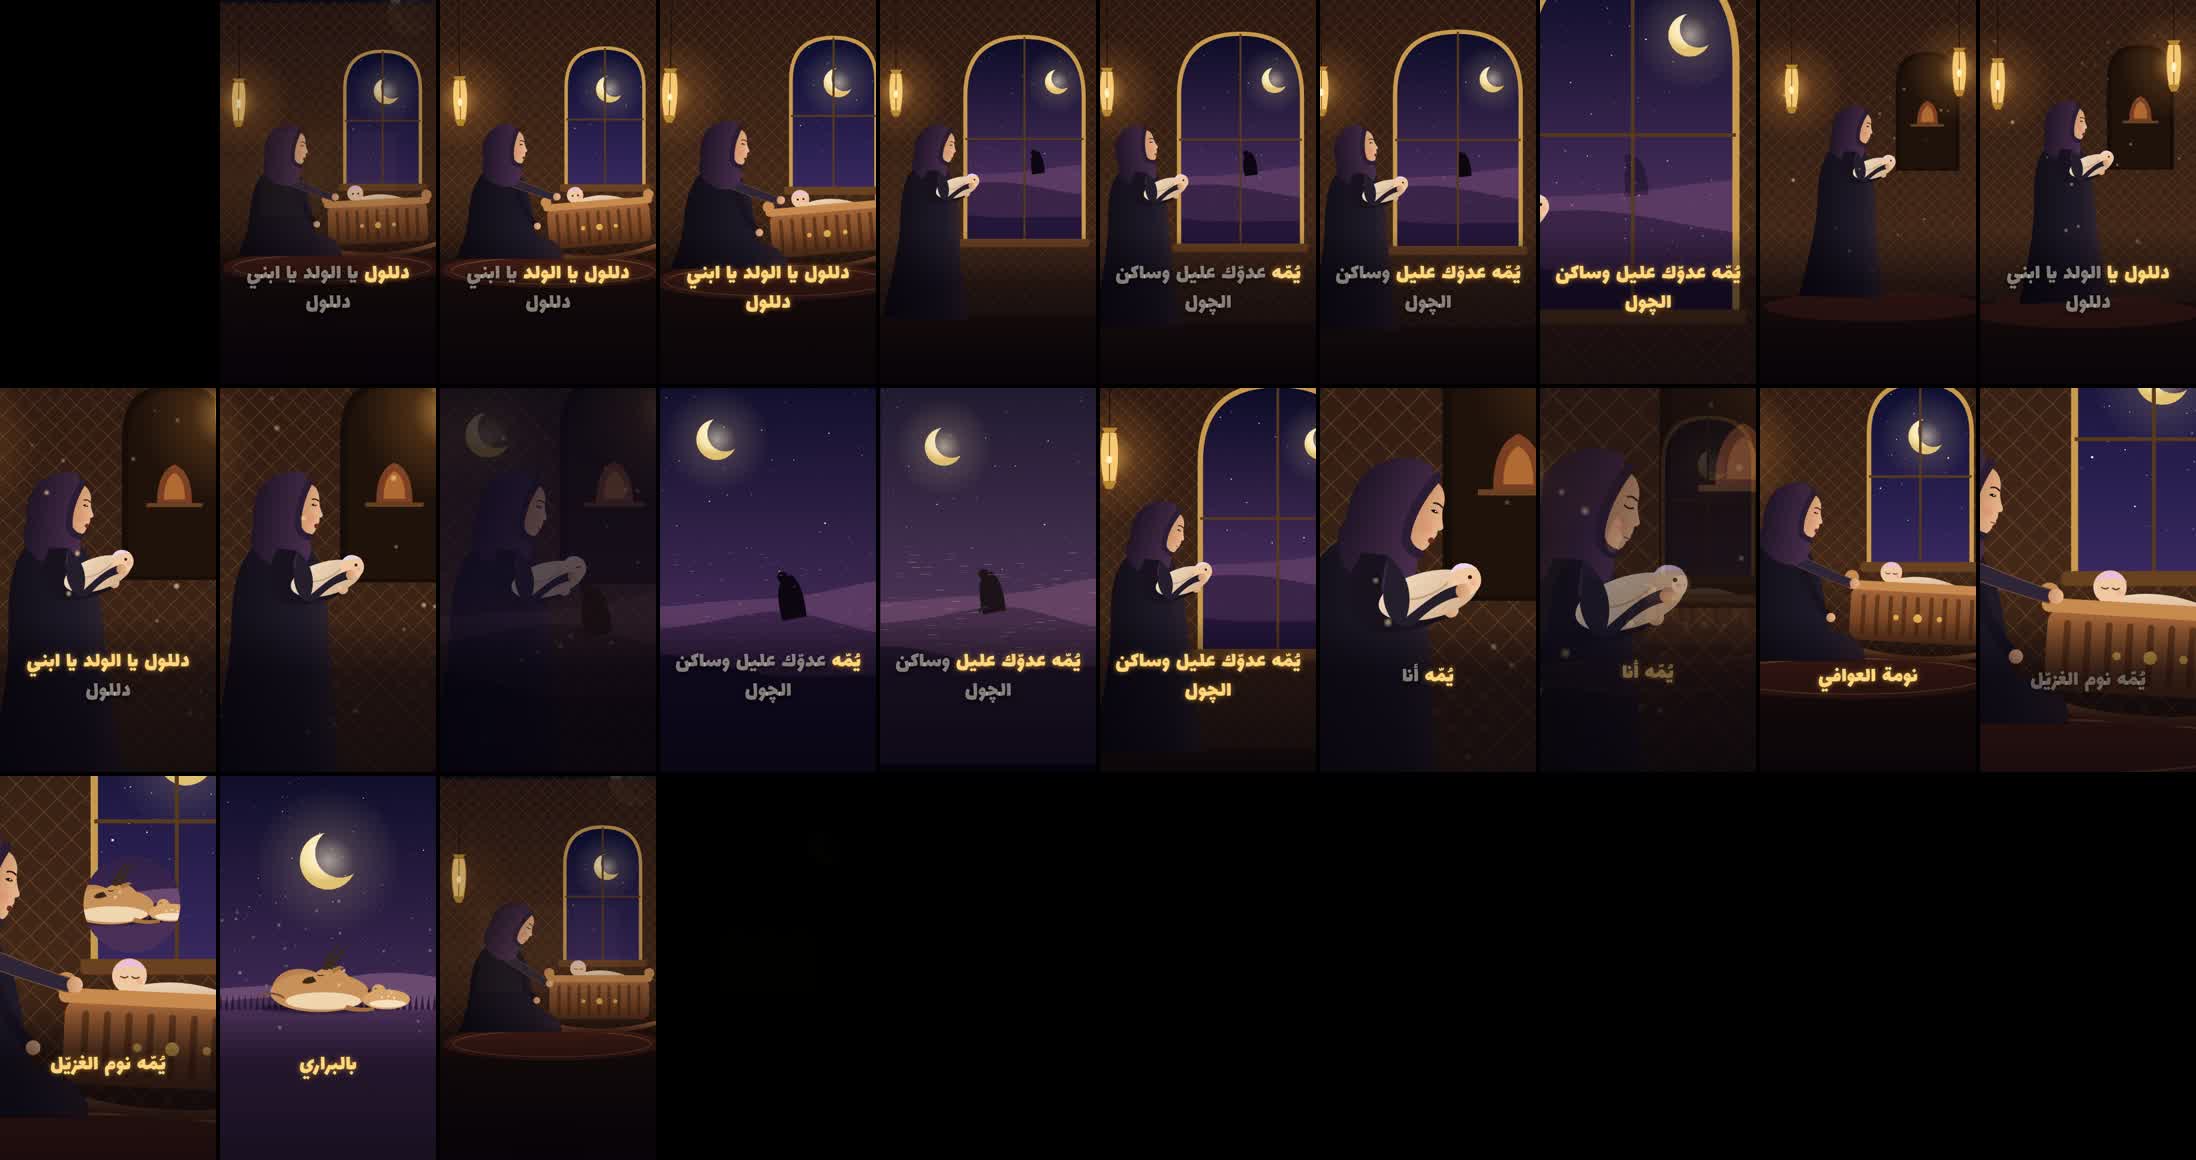 دللول يا الولد يا ابني
دللول
دللول يا الولد يا ابني
دللول
دللول يا الولد يا ابني
دللول
يُمّه عدوّك عليل وساكن
الچول
يُمّه عدوّك عليل وساكن
الچول
يُمّه عدوّك عليل وساكن
الچول
دللول يا الولد يا ابني
دللول
دللول يا الولد يا ابني
دللول
يُمّه عدوّك عليل وساكن
الچول
يُمّه عدوّك عليل وساكن
الچول
يُمّه عدوّك عليل وساكن
الچول
يُمّه أنا
يُمّه أنا
نومة العوافي
يُمّه نوم الغزيّل
يُمّه نوم الغزيّل
بالبراري